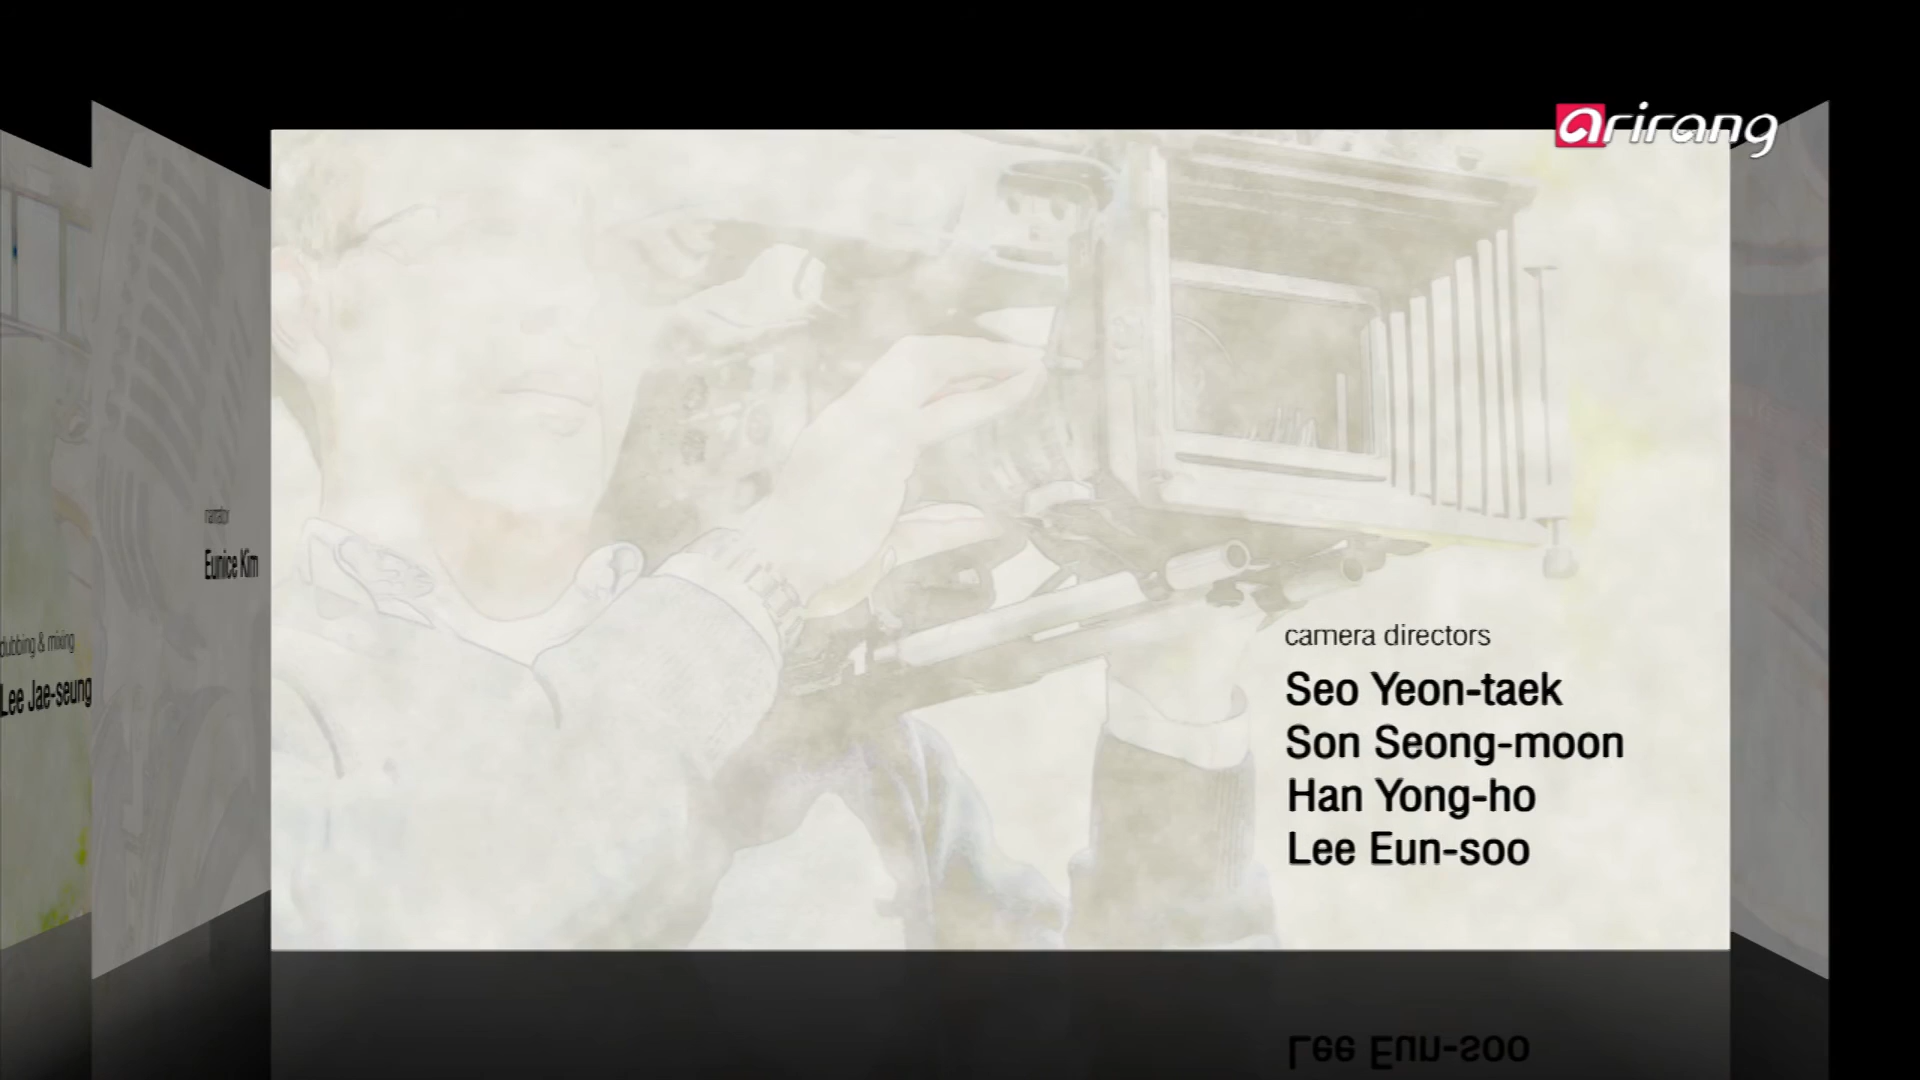 arirang
dubbing & mixing
Lee Jae-seung
narrator
Eunice Kim
camera directors
Seo Yeon-taek
Son Seong-moon
Han Yong-ho
Lee Eun-soo
Lee Eun-soo